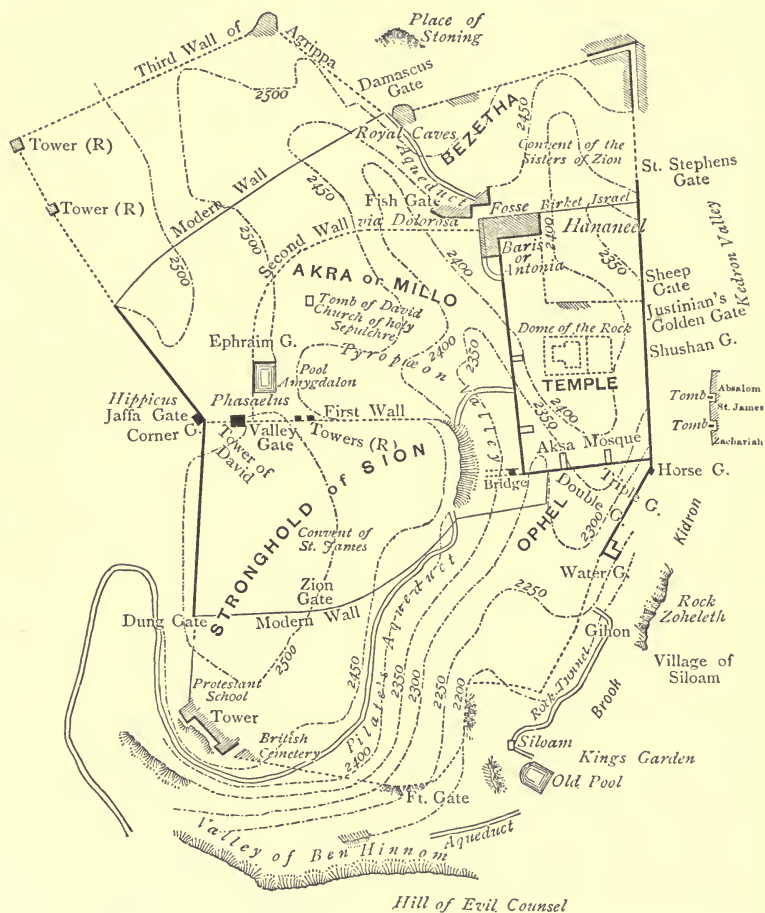 Place of
Stoning
Third Wall of Agrippa
Damascus
Gate
2500
2450
Royal Caves
BEZETHA
Convent of the
Sisters of Zion
Tower (R)
Tower (R)
Aqueduct
St. Stephens
Gate
Modern Wall
2450
Fish Gate
Fosse
Birket Israel
Second Wall
via Dolorosa
Hananeel
2400
2350
Kedron Valley
2500
2500
2400
Baris
or
Antonia
AKRA or MILLO
Sheep
Gate
Tomb of David
Church of holy
Sepulchre
Justinian's
Golden Gate
Dome of the Rock
Shushan G.
Ephraim G.
Pyropœon Valley
2400
2350
Pool
Amygdalon
TEMPLE
Tomb
Absalom
St. James
Tomb
Zachariah
Hippicus
Phasaelus
Jaffa Gate
First Wall
Corner G.
Valley
Gate
Towers (R)
Tower of
David
2350
2400
Aksa Mosque
Bridge
Horse G.
Double G.
Triple G.
2300
STRONGHOLD of SION
OPHEL
Kidron
Convent of
St. James
Water G.
Zion
Gate
2250
Rock
Zoheleth
Dung Gate
Modern Wall
Gihon
Pilate's Aqueduct
2500
2450
2400
2350
2300
2250
2200
Rock Tunnel
Brook
Village of
Siloam
Protestant
School
Tower
British
Cemetery
Siloam
Kings Garden
Old Pool
Ft. Gate
Aqueduct
Valley of Ben Hinnom
Hill of Evil Counsel